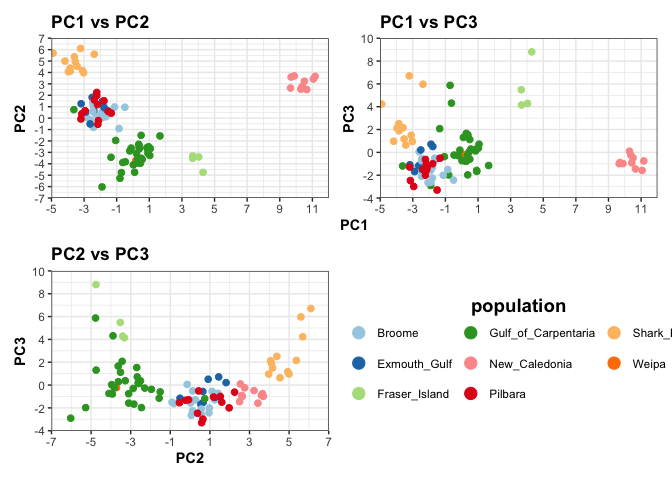 PC1 vs PC2
PC1 vs PC3
7
6
5
4
3
2
1
0
-1
-2
-3
-4
-5
-6
-7
PC2
-5 -3 -1 1 3 5 7 9 11
10
8
6
4
2
0
-2
-4
PC3
-5 -3 -1 1 3 5 7 9 11
PC1
PC2 vs PC3
10
8
6
4
2
0
-2
-4
PC3
-7 -5 -3 -1 1 3 5 7
PC2
population
Broome Gulf_of_Carpentaria Shark_
Exmouth_Gulf New_Caledonia Weipa
Fraser_Island Pilbara